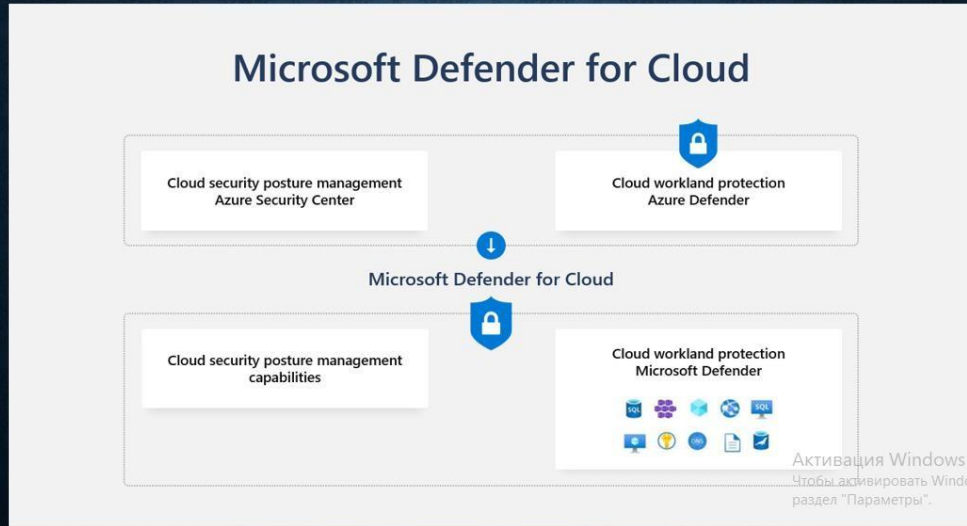 Microsoft Defender for Cloud
Cloud security posture management
Azure Security Center
Cloud workland protection
Azure Defender
Microsoft Defender for Cloud
Cloud security posture management
capabilities
Cloud workland protection
Microsoft Defender
SQL
SQL
DNS
Активация Windows
Чтобы активировать Windo
раздел "Параметры".